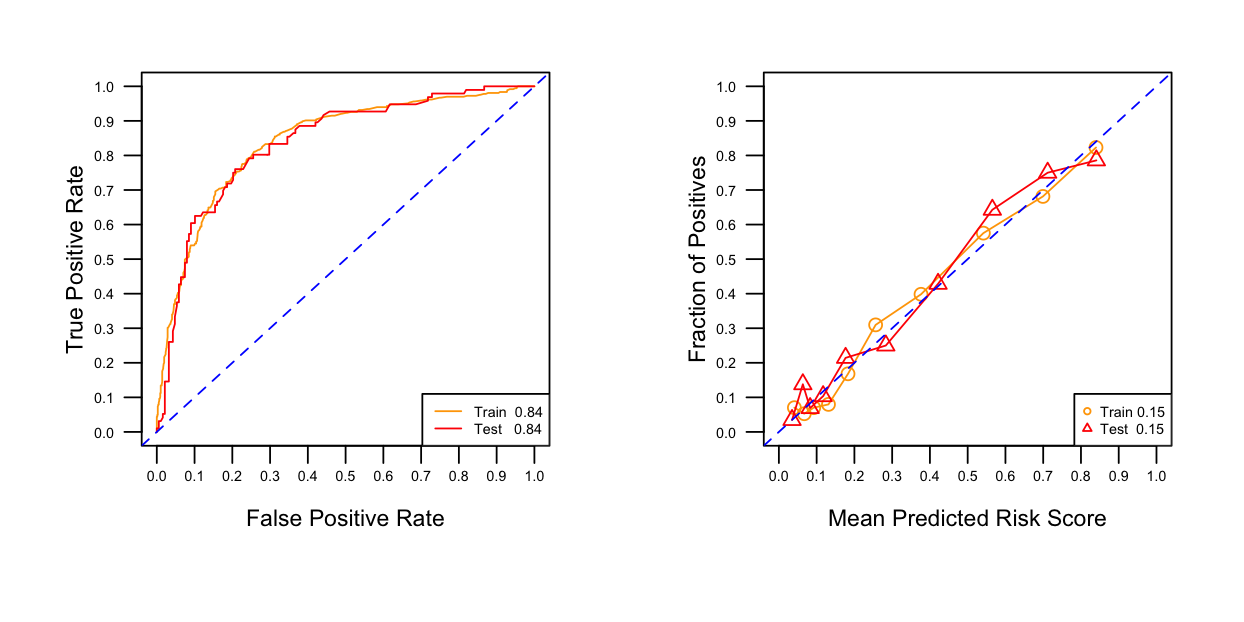 True Positive Rate
1.0
0.9
0.8
0.7
0.6
0.5
0.4
0.3
0.2
0.1
0.0
Train 0.84
Test 0.84
0.0 0.1 0.2 0.3 0.4 0.5 0.6 0.7 0.8 0.9 1.0
False Positive Rate
Fraction of Positives
1.0
0.9
0.8
0.7
0.6
0.5
0.4
0.3
0.2
0.1
0.0
Train 0.15
Test 0.15
0.0 0.1 0.2 0.3 0.4 0.5 0.6 0.7 0.8 0.9 1.0
Mean Predicted Risk Score